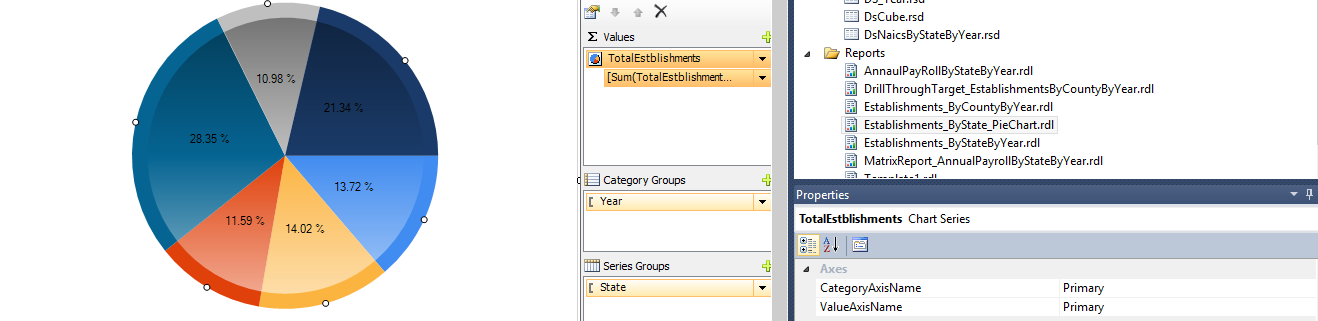 10.98 %
21.34 %
28.35 %
13.72 %
11.59 %
14.02 %
Σ Values
TotalEstblishments
[Sum(TotalEstblishment...
Category Groups
[ Year
Series Groups
[ State
DsCube.rsd
DsNaicsByStateByYear.rsd
Reports
AnnaulPayRollByStateByYear.rdl
DrillThroughTarget_EstablishmentsByCountyByYear.rdl
Establishments_ByCountyByYear.rdl
Establishments_ByState_PieChart.rdl
Establishments_ByStateByYear.rdl
MatrixReport_AnnualPayrollByStateByYear.rdl
Properties
TotalEstblishments Chart Series
Axes
CategoryAxisName Primary
ValueAxisName Primary